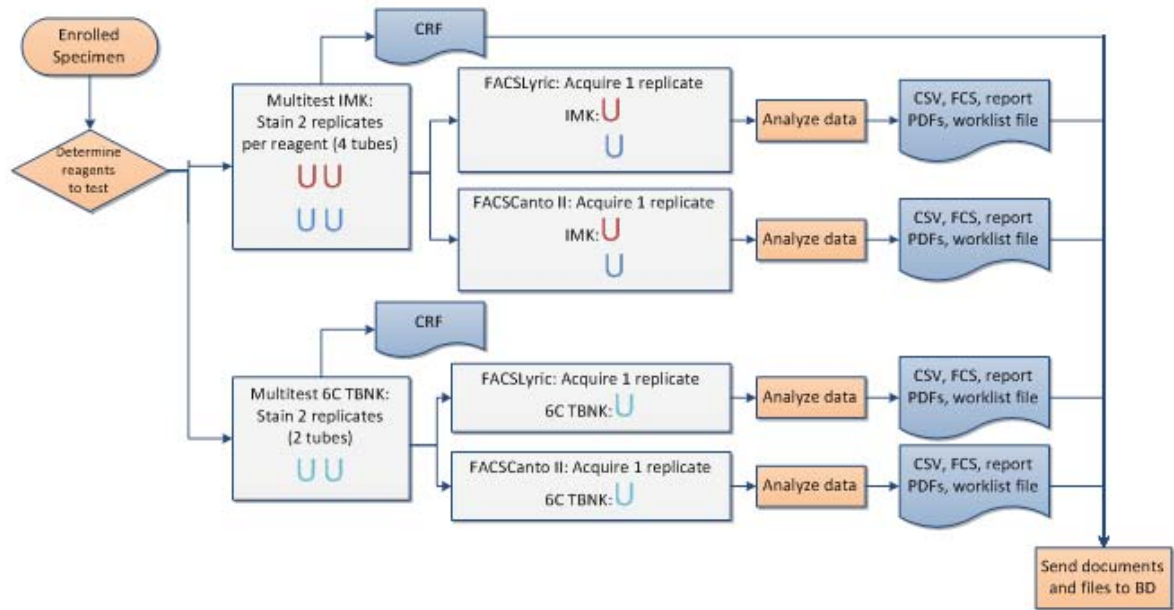 Enrolled
Specimen
Determine
reagents
to test
CRF
Multitest IMK:
Stain 2 replicates
per reagent (4 tubes)
FACSLyric: Acquire 1 replicate
IMK:
Analyze data
CSV, FCS, report
PDFs, worklist file
FACSCanto II: Acquire 1 replicate
IMK:
Analyze data
CSV, FCS, report
PDFs, worklist file
CRF
Multitest 6C TBNK:
Stain 2 replicates
(2 tubes)
FACSLyric: Acquire 1 replicate
6C TBNK:
Analyze data
CSV, FCS, report
PDFs, worklist file
FACSCanto II: Acquire 1 replicate
6C TBNK:
Analyze data
CSV, FCS, report
PDFs, worklist file
Send documents
and files to BD